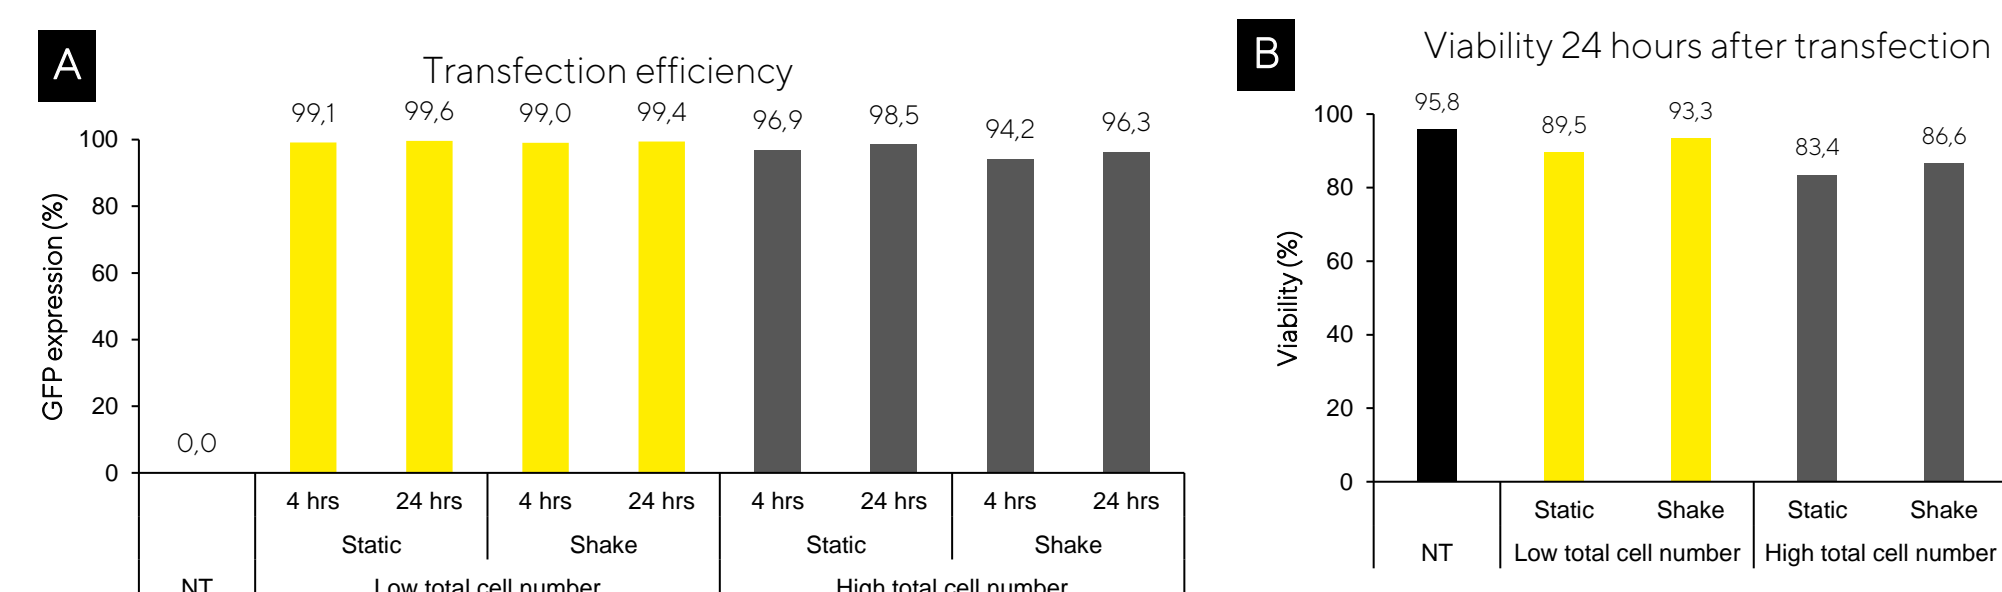 A
Transfection efficiency
99,1 99,6 99,0 99,4 96,9 98,5 94,2 96,3
0,0
GFP expression (%)
100
80
60
40
20
0
4 hrs 24 hrs 4 hrs 24 hrs 4 hrs 24 hrs 4 hrs 24 hrs
Static Shake Static Shake
NT Low total cell number High total cell number
B
Viability 24 hours after transfection
95,8 89,5 93,3 83,4 86,6
Viability (%)
100
80
60
40
20
0
Static Shake Static Shake
NT Low total cell number High total cell number